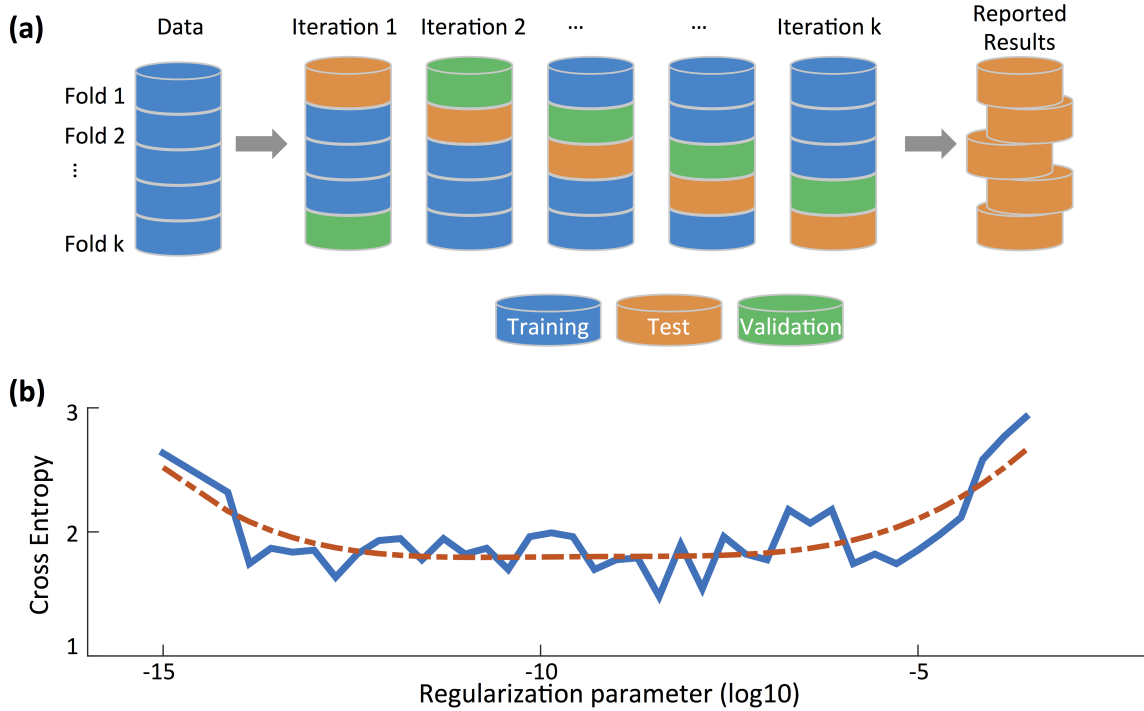 (a)
Data
Iteration 1
Iteration 2
...
...
Iteration k
Reported
Results
Fold 1
Fold 2
...
Fold k
Training
Test
Validation
(b)
3
2
1
Cross Entropy
-15
-10
-5
Regularization parameter (log10)